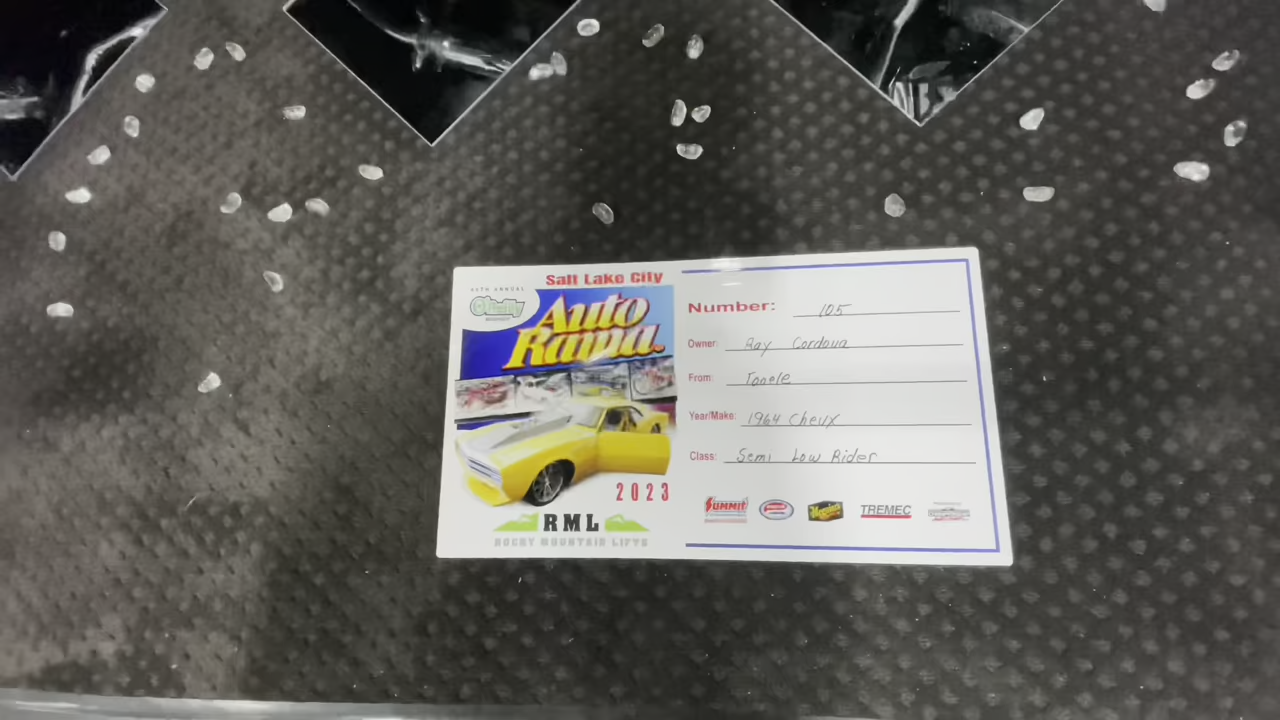 Salt Lake City
O'Reilly
Auto
Rama.
2023
RML
ROCKY MOUNTAIN LIFTS
Number: 105
Owner: Ray Cordova
From: Tooele
Year/Make: 1964 Chevy
Class: Semi Low Rider
SUMMIT
Meguiar's
TREMEC